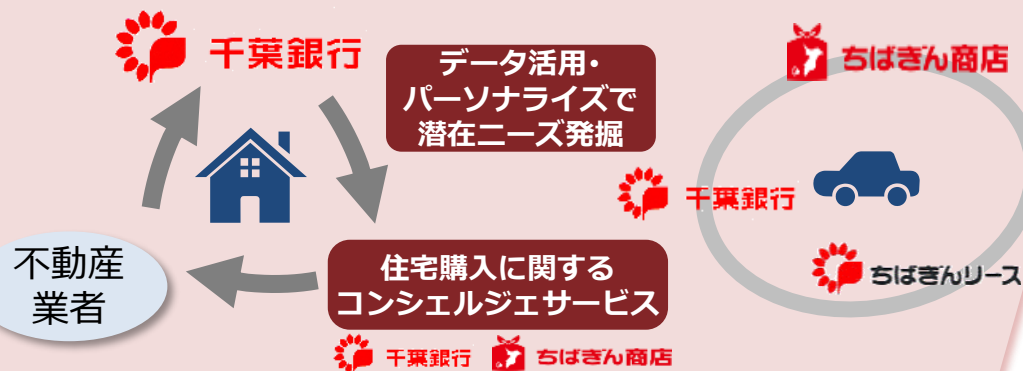 千葉銀行
データ活用・
パーソナライズで
潜在ニーズ発掘
不動産
業者
住宅購入に関する
コンシェルジェサービス
千葉銀行
ちばぎん商店
ちばぎん商店
千葉銀行
ちばぎんリース